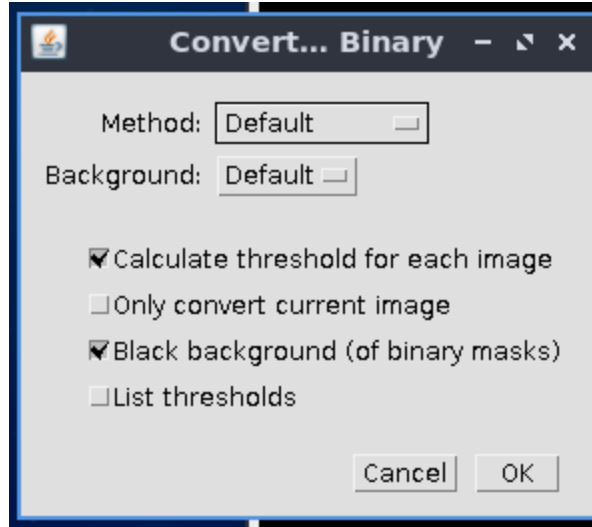 Convert... Binary
Method: Default
Background: Default
Calculate threshold for each image
Only convert current image
Black background (of binary masks)
List thresholds
Cancel OK